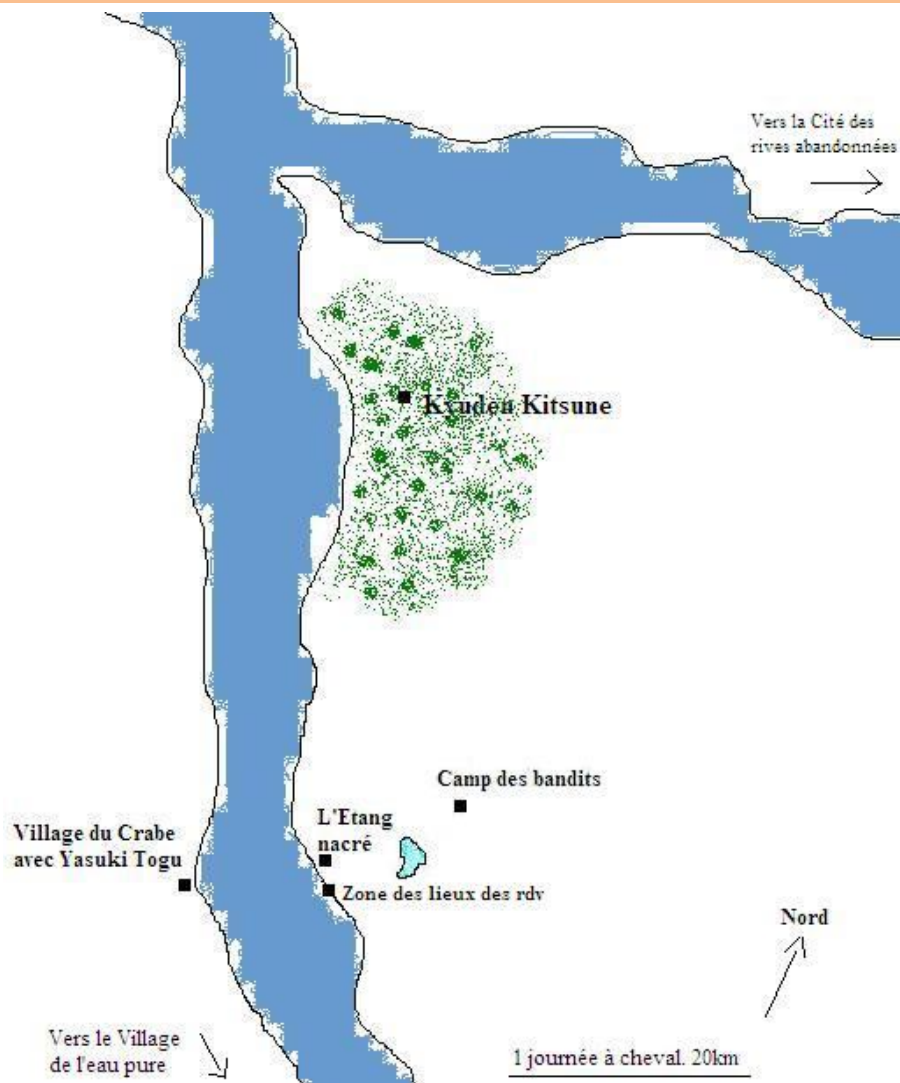 Vers la Cité des
rives abandonnées
Kyuden Kitsune
Camp des bandits
L'Etang
nacré
Village du Crabe
avec Yasuki Togu
Zone des lieux des rdv
Nord
Vers le Village
de l'eau pure
1 journée à cheval. 20km